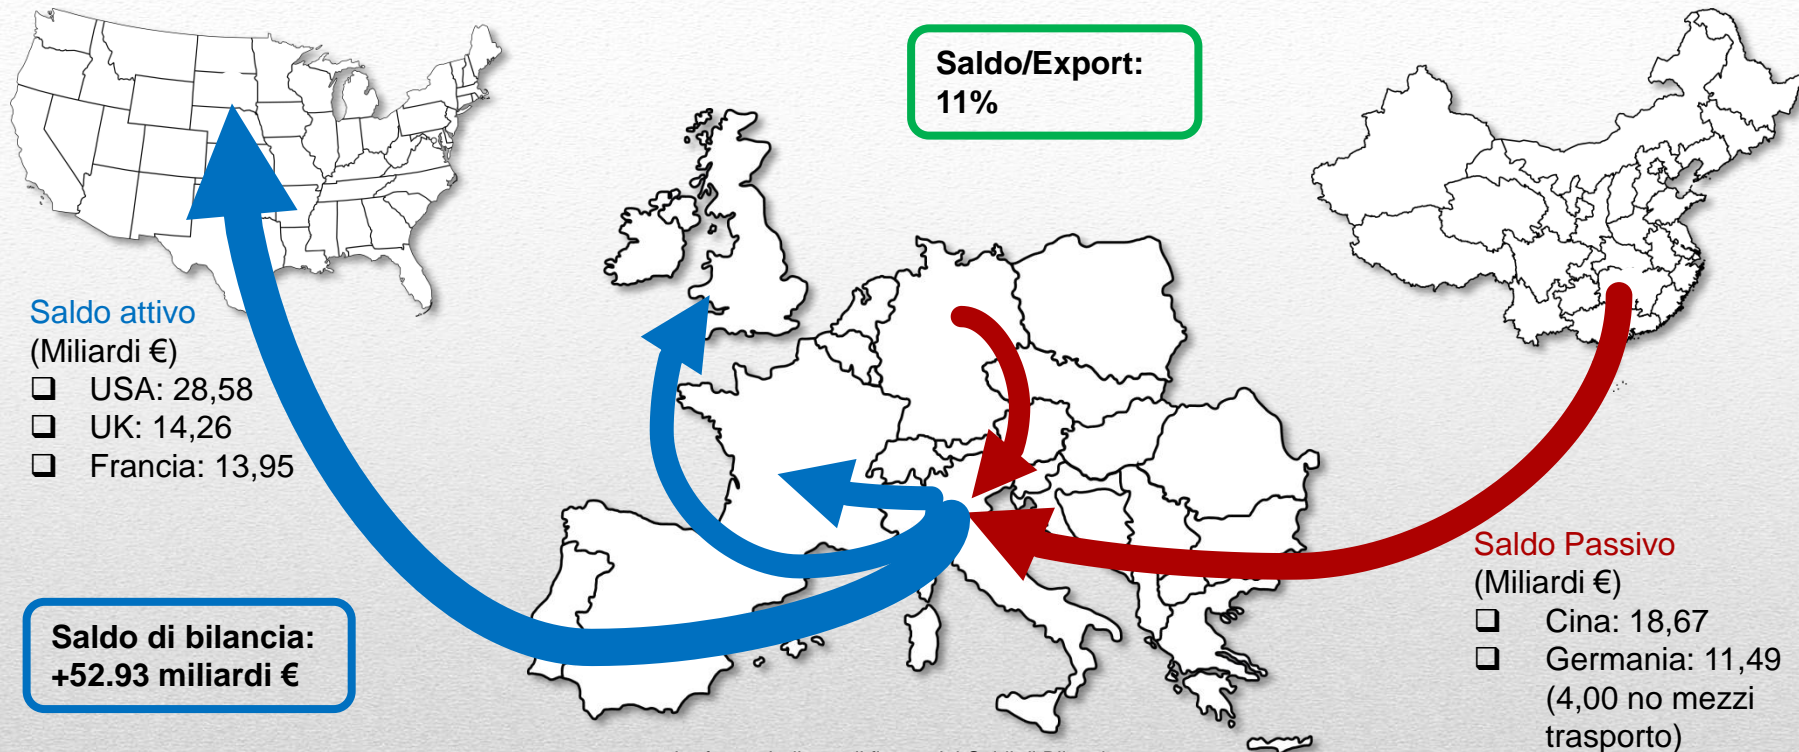 Saldo/Export:
11%
Saldo attivo
(Miliardi €)
❑ USA: 28,58
❑ UK: 14,26
❑ Francia: 13,95
Saldo di bilancia:
+52.93 miliardi €
Saldo Passivo
(Miliardi €)
❑ Cina: 18,67
❑ Germania: 11,49
(4,00 no mezzi
trasporto)